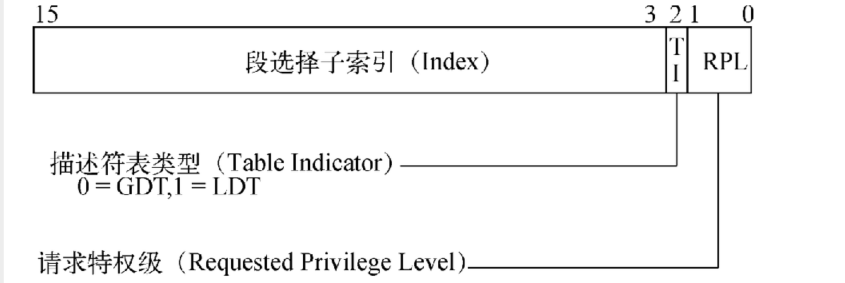 15 3 2 1 0
段选择子索引（Index） TI RPL
描述符表类型（Table Indicator）
0 = GDT,1 = LDT
请求特权级（Requested Privilege Level）